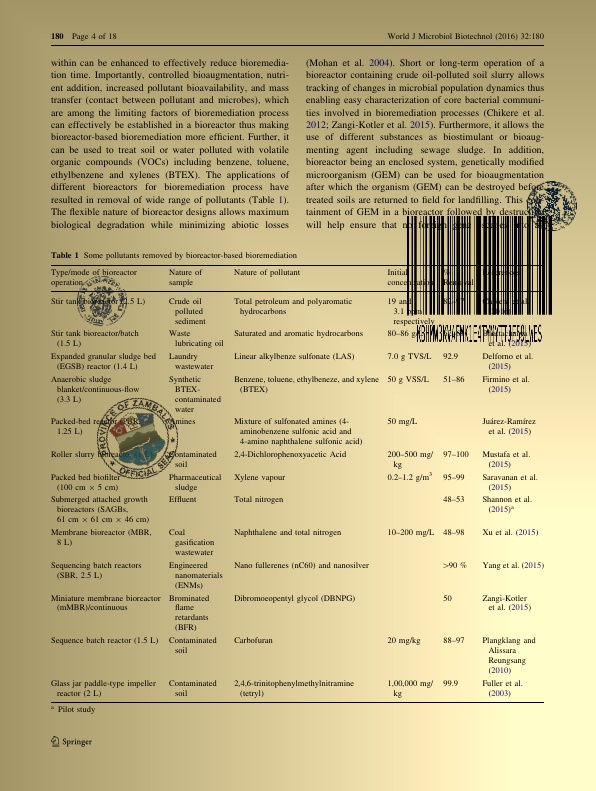 180 Page 4 of 18
World J Microbiol Biotechnol (2016) 32:180
within can be enhanced to effectively reduce bioremedia-
tion time. Importantly, controlled bioaugmentation, nutri-
ent addition, increased pollutant bioavailability, and mass
transfer (contact between pollutant and microbes), which
are among the limiting factors of bioremediation process
can effectively be established in a bioreactor thus making
bioreactor-based bioremediation more efficient. Further, it
can be used to treat soil or water polluted with volatile
organic compounds (VOCs) including benzene, toluene,
ethylbenzene and xylenes (BTEX). The applications of
different bioreactors for bioremediation process have
resulted in removal of wide range of pollutants (Table 1).
The flexible nature of bioreactor designs allows maximum
biological degradation while minimizing abiotic losses
(Mohan et al. 2004). Short or long-term operation of a
bioreactor containing crude oil-polluted soil slurry allows
tracking of changes in microbial population dynamics thus
enabling easy characterization of core bacterial communi-
ties involved in bioremediation processes (Chikere et al.
2012; Zangi-Kotler et al. 2015). Furthermore, it allows the
use of different substances as biostimulant or bioaug-
menting agent including sewage sludge. In addition,
bioreactor being an enclosed system, genetically modified
microorganism (GEM) can be used for bioaugmentation
after which the organism (GEM) can be destroyed before
treated soils are returned to field for landfilling. This
tainment of GEM in a bioreactor followed by
will help ensure that no
Table 1 Some pollutants removed by bioreactor-based bioremediation
Type/mode of bioreactor operation Nature of sample Nature of pollutant Initial
Stir tank (1.5 L) Crude oil polluted sediment Total petroleum and polyaromatic hydrocarbons 19 and 3.1 respectively
Stir tank bioreactor/batch (1.5 L) Waste lubricating oil Saturated and aromatic hydrocarbons 80–86 et al. (2015)
Expanded granular sludge bed (EGSB) reactor (1.4 L) Laundry wastewater Linear alkylbenze sulfonate (LAS) 7.0 g TVS/L 92.9 Delforno et al. (2015)
Anaerobic sludge blanket/continuous-flow (3.3 L) Synthetic BTEX-contaminated water Benzene, toluene, ethylbenzeze, and xylene (BTEX) 50 g VSS/L 51–86 Firmino et al. (2015)
Packed-bed 1.25 L) Amines Mixture of sulfonated amines (4-aminobenzene sulfonic acid and 4-amino naphthalene sulfonic acid) 50 mg/L Juárez-Ramírez et al. (2015)
Roller slurry Contaminated soil 2,4-Dichlorophenoxyacetic Acid 200–500 mg/kg 97–100 Mustafa et al. (2015)
Packed bed biofilter (100 cm × 5 cm) Pharmaceutical sludge Xylene vapour 0.2–1.2 g/m3 95–99 Saravanan et al. (2015)
Submerged attached growth bioreactors (SAGBs, 61 cm × 61 cm × 46 cm) Effluent Total nitrogen 48–53 Shannon et al. (2015)a
Membrane bioreactor (MBR, 8 L) Coal gasification wastewater Naphthalene and total nitrogen 10–200 mg/L 48–98 Xu et al. (2015)
Sequencing batch reactors (SBR, 2.5 L) Engineered nanomaterials (ENMs) Nano fullerenes (nC60) and nanosilver >90 % Yang et al. (2015)
Miniature membrane bioreactor (mMBR)/continuous Brominated flame retardants (BFR) Dibromoeopentyl glycol (DBNPG) 50 Zangi-Kotler et al. (2015)
Sequence batch reactor (1.5 L) Contaminated soil Carbofuran 20 mg/kg 88–97 Plangklang and Alissara Reungsang (2010)
Glass jar paddle-type impeller reactor (2 L) Contaminated soil 2,4,6-trinitophenylmethylnitramine (tetryl) 1,00,000 mg/kg 99.9 Fuller et al. (2003)
a Pilot study
Springer
PROVINCE OF ZAMBALES
OFFICIAL SEAL